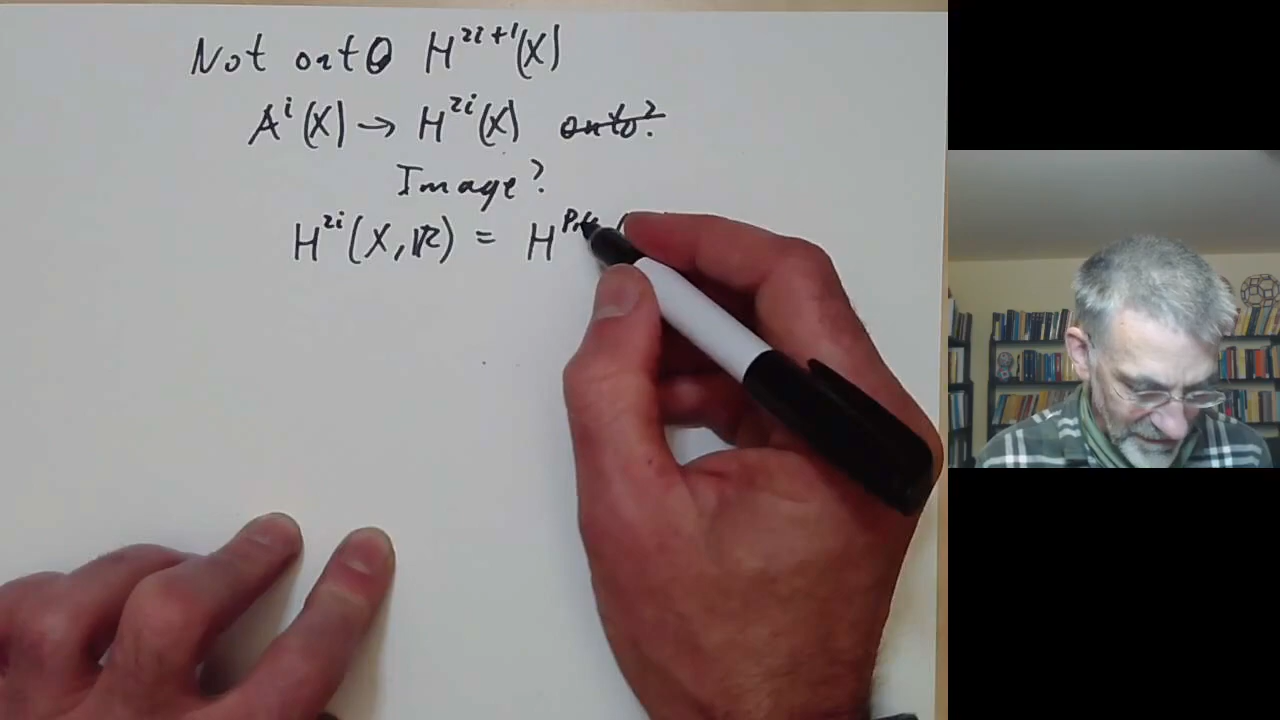 Not onto H^{2i+1}(X)
A^i(X) → H^{2i}(X) ~~onto?~~
Image?
H^{2i}(X, ℝ) = H^{p,q} (